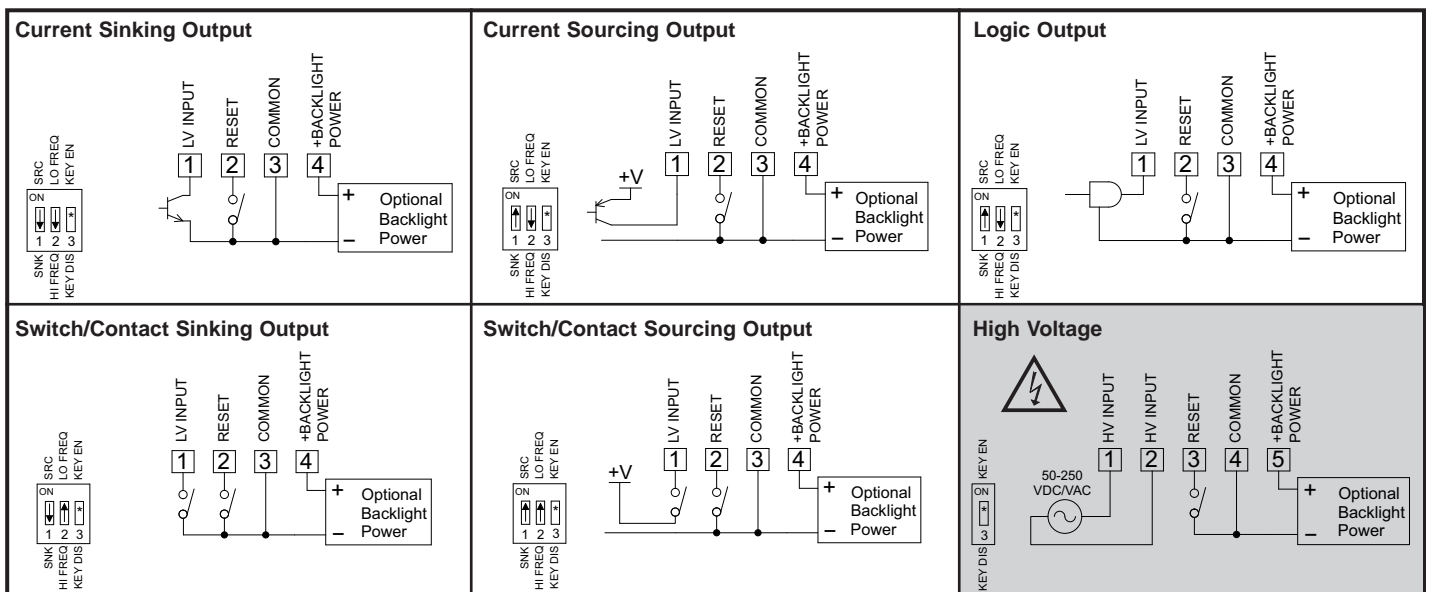 Current Sinking Output
LV INPUT
RESET
COMMON
+BACKLIGHT
POWER
SRC
LO FREQ
KEY EN
ON
1 2 3 4
*
1 2 3
SNK
HI FREQ
KEY DIS
+
Optional
Backlight
– Power
Current Sourcing Output
LV INPUT
RESET
COMMON
+BACKLIGHT
POWER
SRC
LO FREQ
KEY EN
+V
1 2 3 4
ON
*
1 2 3
SNK
HI FREQ
KEY DIS
+
Optional
Backlight
– Power
Logic Output
LV INPUT
RESET
COMMON
+BACKLIGHT
POWER
SRC
LO FREQ
KEY EN
1 2 3 4
ON
*
1 2 3
SNK
HI FREQ
KEY DIS
+
Optional
Backlight
– Power
Switch/Contact Sinking Output
LV INPUT
RESET
COMMON
+BACKLIGHT
POWER
SRC
LO FREQ
KEY EN
1 2 3 4
ON
*
1 2 3
SNK
HI FREQ
KEY DIS
+
Optional
Backlight
– Power
Switch/Contact Sourcing Output
LV INPUT
RESET
COMMON
+BACKLIGHT
POWER
SRC
LO FREQ
KEY EN
+V
1 2 3 4
ON
*
1 2 3
SNK
HI FREQ
KEY DIS
+
Optional
Backlight
– Power
High Voltage
HV INPUT
HV INPUT
RESET
COMMON
+BACKLIGHT
POWER
KEY EN
1 2 3 4 5
50-250
VDC/VAC
ON
*
3
KEY DIS
+
Optional
Backlight
– Power